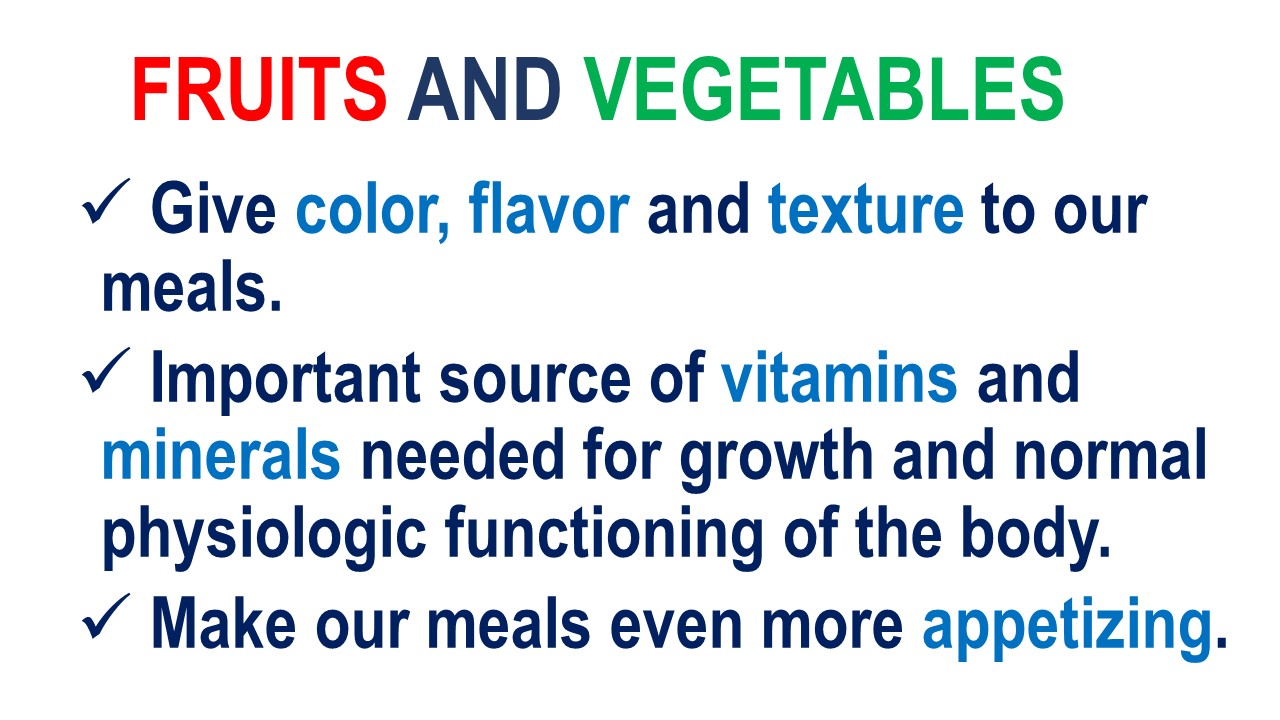 FRUITS AND VEGETABLES
✓ Give color, flavor and texture to our
meals.
✓ Important source of vitamins and
minerals needed for growth and normal
physiologic functioning of the body.
✓ Make our meals even more appetizing.